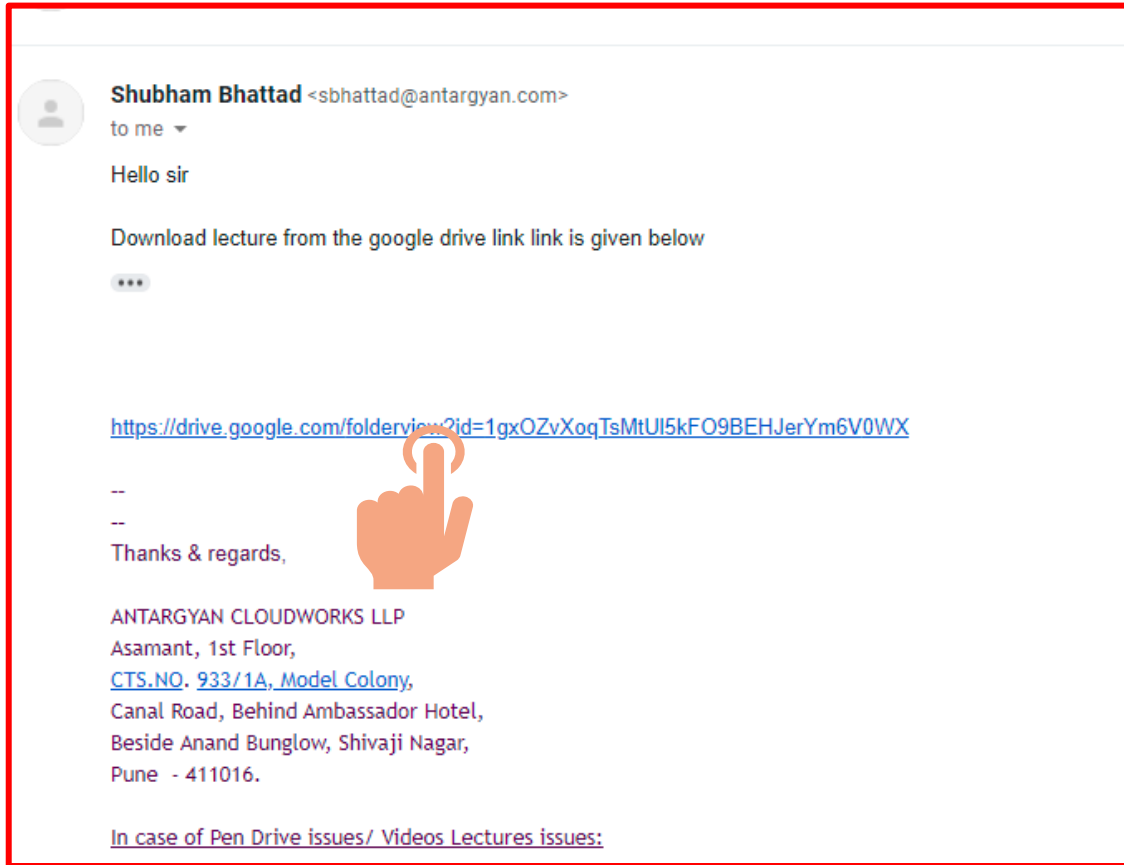 Shubham Bhattad <sbhattad@antargyan.com>
to me
Hello sir
Download lecture from the google drive link link is given below
https://drive.google.com/folderview?id=1gxOZvXoqTsMtUl5kFO9BEHJerYm6V0WX
--
--
Thanks & regards,
ANTARGYAN CLOUDWORKS LLP
Asamant, 1st Floor,
CTS.NO. 933/1A, Model Colony,
Canal Road, Behind Ambassador Hotel,
Beside Anand Bunglow, Shivaji Nagar,
Pune - 411016.
In case of Pen Drive issues/ Videos Lectures issues: